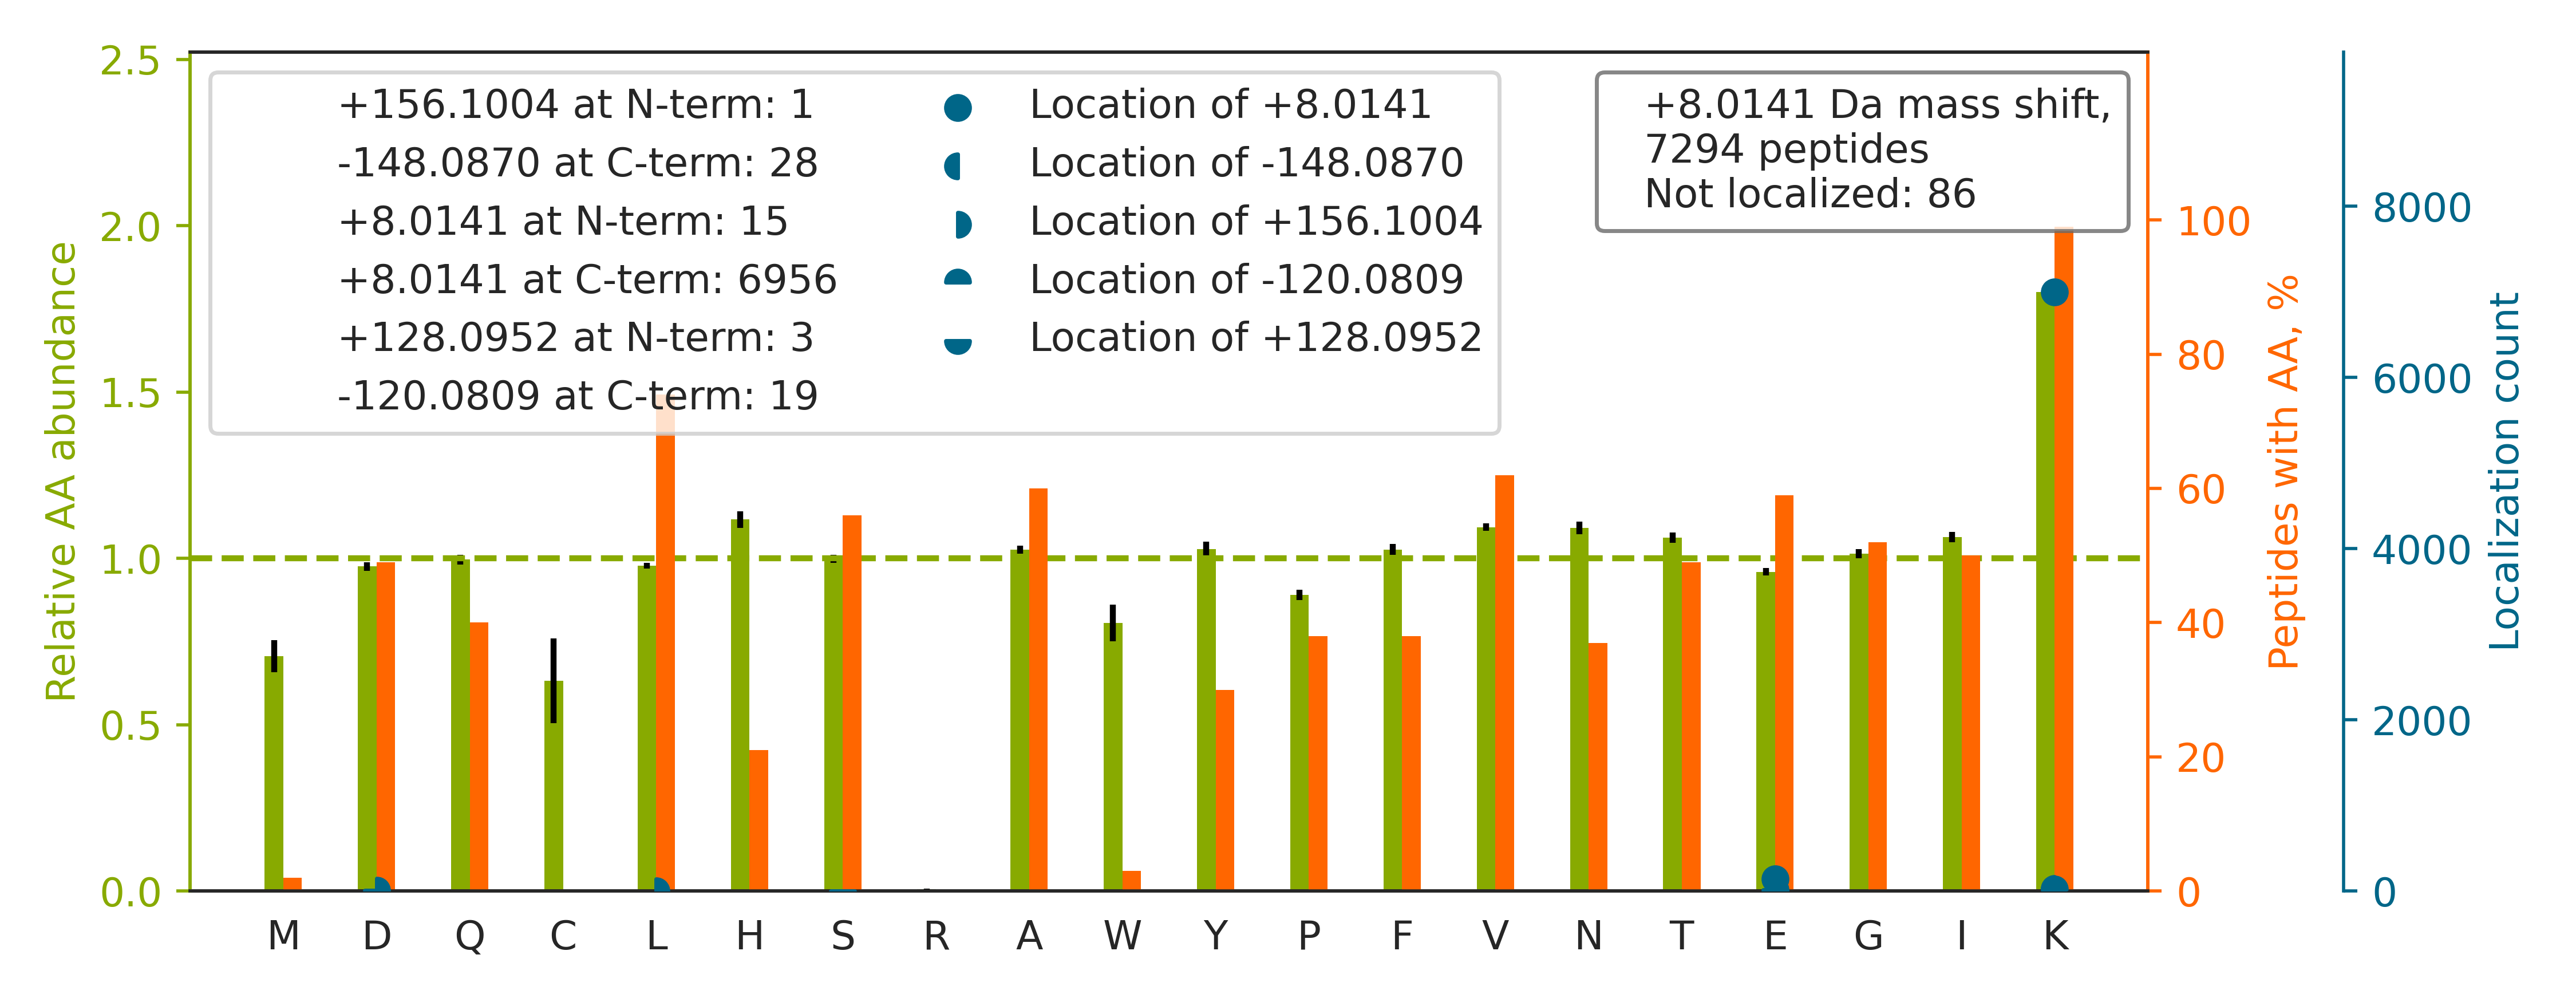 2.5
2.0
1.5
1.0
0.5
0.0
Relative AA abundance
+156.1004 at N-term: 1
-148.0870 at C-term: 28
+8.0141 at N-term: 15
+8.0141 at C-term: 6956
+128.0952 at N-term: 3
-120.0809 at C-term: 19
Location of +8.0141
Location of -148.0870
Location of +156.1004
Location of -120.0809
Location of +128.0952
+8.0141 Da mass shift,
7294 peptides
Not localized: 86
100
80
60
40
20
0
Peptides with AA, %
8000
6000
4000
2000
0
Localization count
M D Q C L H S R A W Y P F V N T E G I K